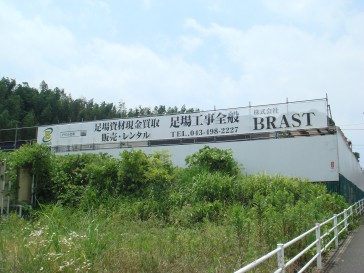 足場資材現金買取
販売・レンタル
足場工事全般
TEL.043-498-2227
株式会社
BRAST